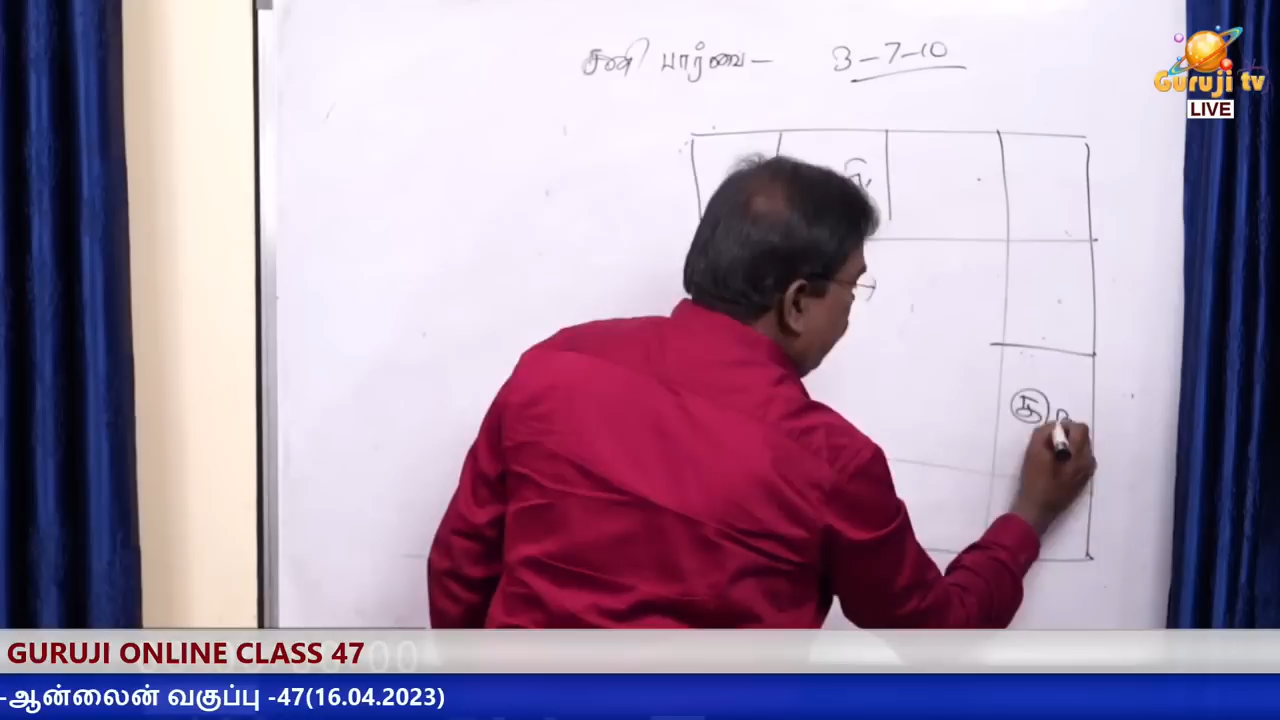 சனி பார்வை - 3-7-10
Guruji tv
LIVE
GURUJI ONLINE CLASS 47
-ஆன்லைன் வகுப்பு -47(16.04.2023)